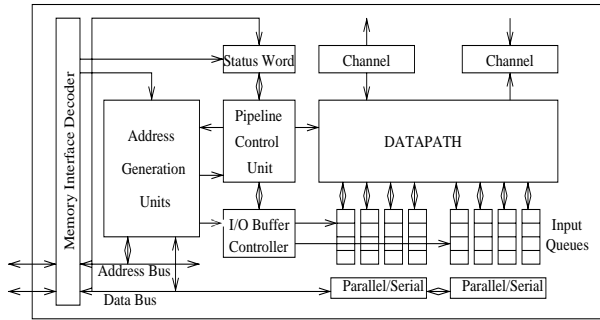 Memory Interface Decoder
Status Word
Channel
Channel
Address
Generation
Units
Pipeline
Control
Unit
DATAPATH
I/O Buffer
Controller
Input
Queues
Address Bus
Data Bus
Parallel/Serial
Parallel/Serial